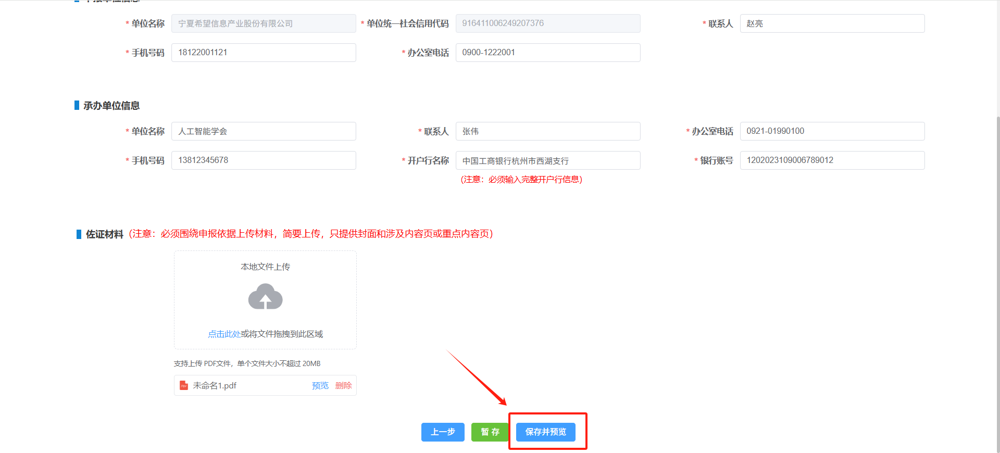 申报单位信息
* 单位名称 宁夏希望信息产业股份有限公司 * 单位统一社会信用代码 916411006249207376 * 联系人 赵亮
* 手机号码 18122001121 * 办公室电话 0900-1222001
承办单位信息
* 单位名称 人工智能学会 * 联系人 张伟 * 办公室电话 0921-01990100
* 手机号码 13812345678 * 开户行名称 中国工商银行杭州市西湖支行 * 银行账号 1202023109006789012
(注意：必须输入完整开户行信息)
佐证材料（注意：必须围绕申报依据上传材料，简要上传，只提供封面和涉及内容页或重点内容页）
本地文件上传
点击此处或将文件拖拽到此区域
支持上传 PDF文件，单个文件大小不超过 20MB
PDF 未命名1.pdf 预览 删除
上一步 暂 存 保存并预览